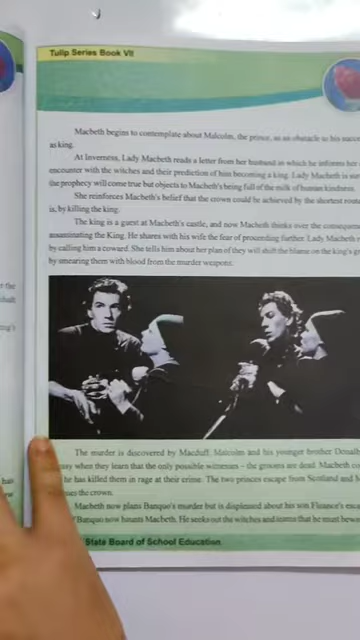 Tulip Series Book VII
Macbeth begins to contemplate about Malcolm, the prince, as an obstacle to his
as king.
At Inverness, Lady Macbeth reads a letter from her husband in which he informs her
encounter with the witches and their prediction of him becoming a king. Lady Macbeth is
the prophecy will come true but objects to Macbeth's being full of the milk of human kindness.
She reinforces Macbeth's belief that the crown could be achieved by the shortest
is, by killing the king.
The king is a guest at Macbeth's castle, and now Macbeth thinks over the
assassinating the King. He shares with his wife the fear of proceeding further. Lady Macbeth
by calling him a coward. She tells him about her plan of they will shift the blame on the king's
by smearing them with blood from the murder weapons.
The murder is discovered by Macduff. Malcolm and his younger brother
when they learn that the only possible witnesses – the grooms are dead. Macbeth
he has killed them in rage at their crime. The two princes escape from Scotland and
the crown.
Macbeth now plans Banquo's murder but is displeased about his son Fleance's
Banquo now haunts Macbeth. He seeks out the witches and learns that he must
State Board of School Education